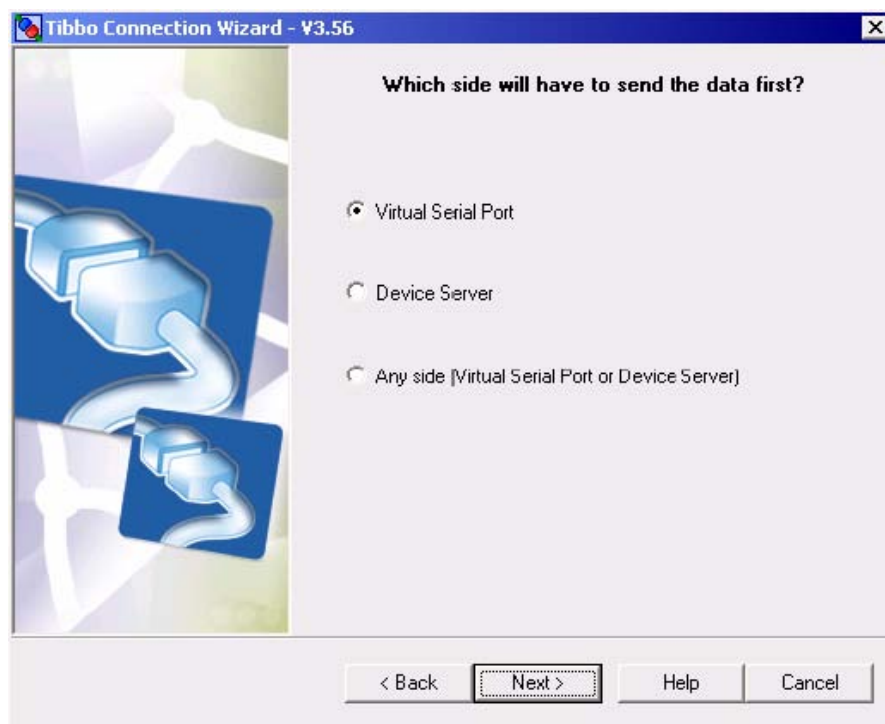 Tibbo Connection Wizard - V3.56
Which side will have to send the data first?
Virtual Serial Port
Device Server
Any side (Virtual Serial Port or Device Server)
< Back
Next >
Help
Cancel